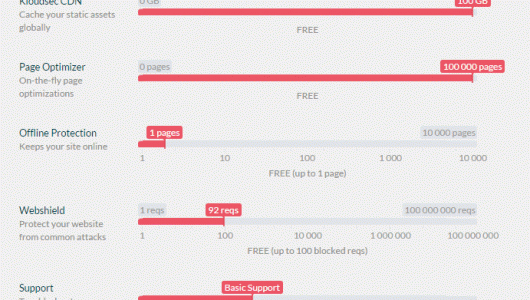 Kloudsec CDN 0 GB 100 GB
Cache your static assets
globally
FREE
Page Optimizer 0 pages 100 000 pages
On-the-fly page
optimizations
FREE
Offline Protection 1 pages 10 000 pages
Keeps your site online
1 10 100 1 000 10 000
FREE (up to 1 page)
Webshield 1 reqs 92 reqs 100 000 000 reqs
Protect your website
from common attacks
1 100 10 000 1 000 000 100 000 000
FREE (up to 100 blocked reqs)
Support Basic Support